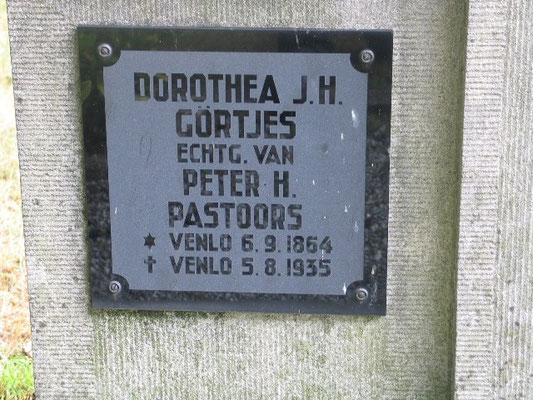 DOROTHEA J.H.
GÖRTJES
ECHTG. VAN
PETER H.
PASTOORS
✶ VENLO 6.9.1864
✝ VENLO 5.8.1935